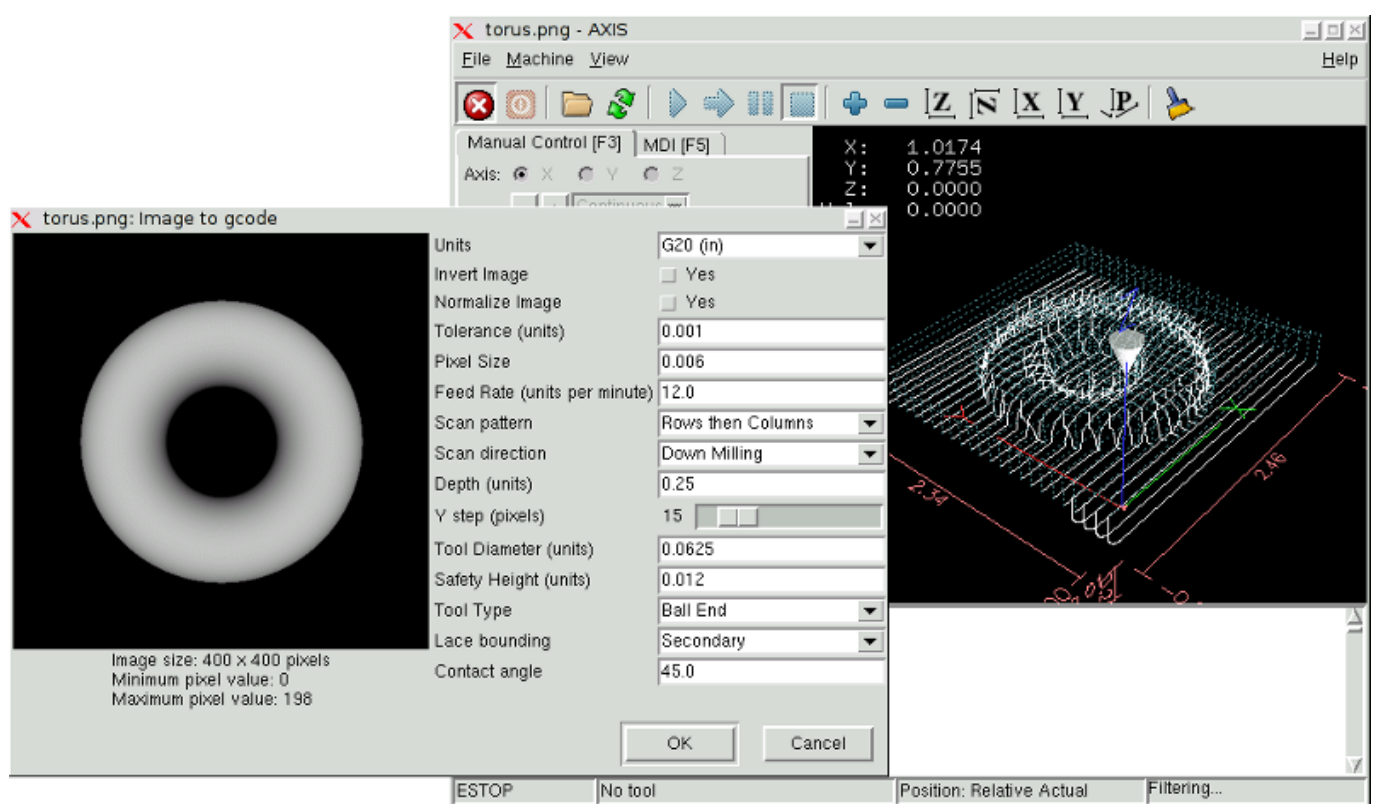 torus.png - AXIS
File Machine View Help
Z N X Y P
Manual Control [F3] MDI [F5]
Axis: X Y Z
Continuous
X: 1.0174
Y: 0.7755
Z: 0.0000
0.0000
2.34
2.46
torus.png: Image to gcode
Units G20 (in)
Invert Image Yes
Normalize Image Yes
Tolerance (units) 0.001
Pixel Size 0.006
Feed Rate (units per minute) 12.0
Scan pattern Rows then Columns
Scan direction Down Milling
Depth (units) 0.25
Y step (pixels) 15
Tool Diameter (units) 0.0625
Safety Height (units) 0.012
Tool Type Ball End
Lace bounding Secondary
Contact angle 45.0
Image size: 400 x 400 pixels
Minimum pixel value: 0
Maximum pixel value: 198
OK Cancel
ESTOP No tool Position: Relative Actual Filtering...